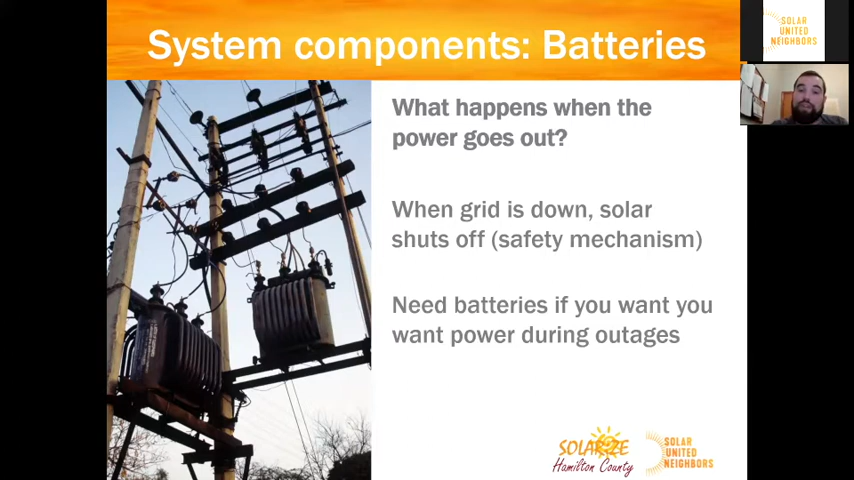 System components: Batteries
What happens when the
power goes out?
When grid is down, solar
shuts off (safety mechanism)
Need batteries if you want you
want power during outages
SOLARIZE
Hamilton County
SOLAR
UNITED
NEIGHBORS
SOLAR
UNITED
NEIGHBORS